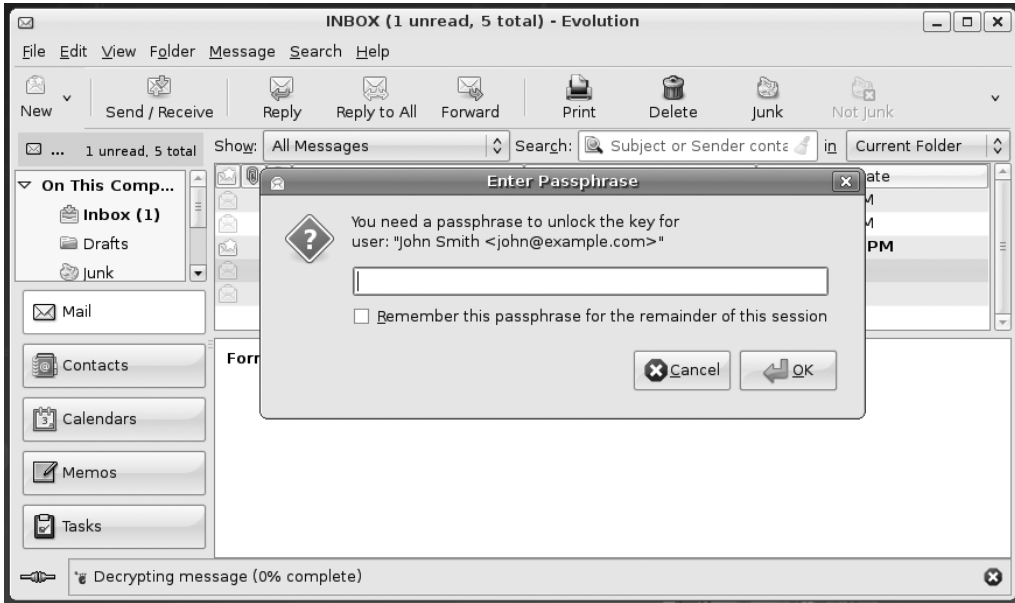 INBOX (1 unread, 5 total) - Evolution
File Edit View Folder Message Search Help
New Send / Receive Reply Reply to All Forward Print Delete Junk Not Junk
... 1 unread, 5 total Show: All Messages Search: Subject or Sender conta in Current Folder
On This Comp...
Inbox (1)
Drafts
Junk
Enter Passphrase
ate
M
M
PM
You need a passphrase to unlock the key for
user: "John Smith <john@example.com>"
Remember this passphrase for the remainder of this session
Cancel OK
Mail
Contacts
Calendars
Memos
Tasks
Forr
Decrypting message (0% complete)